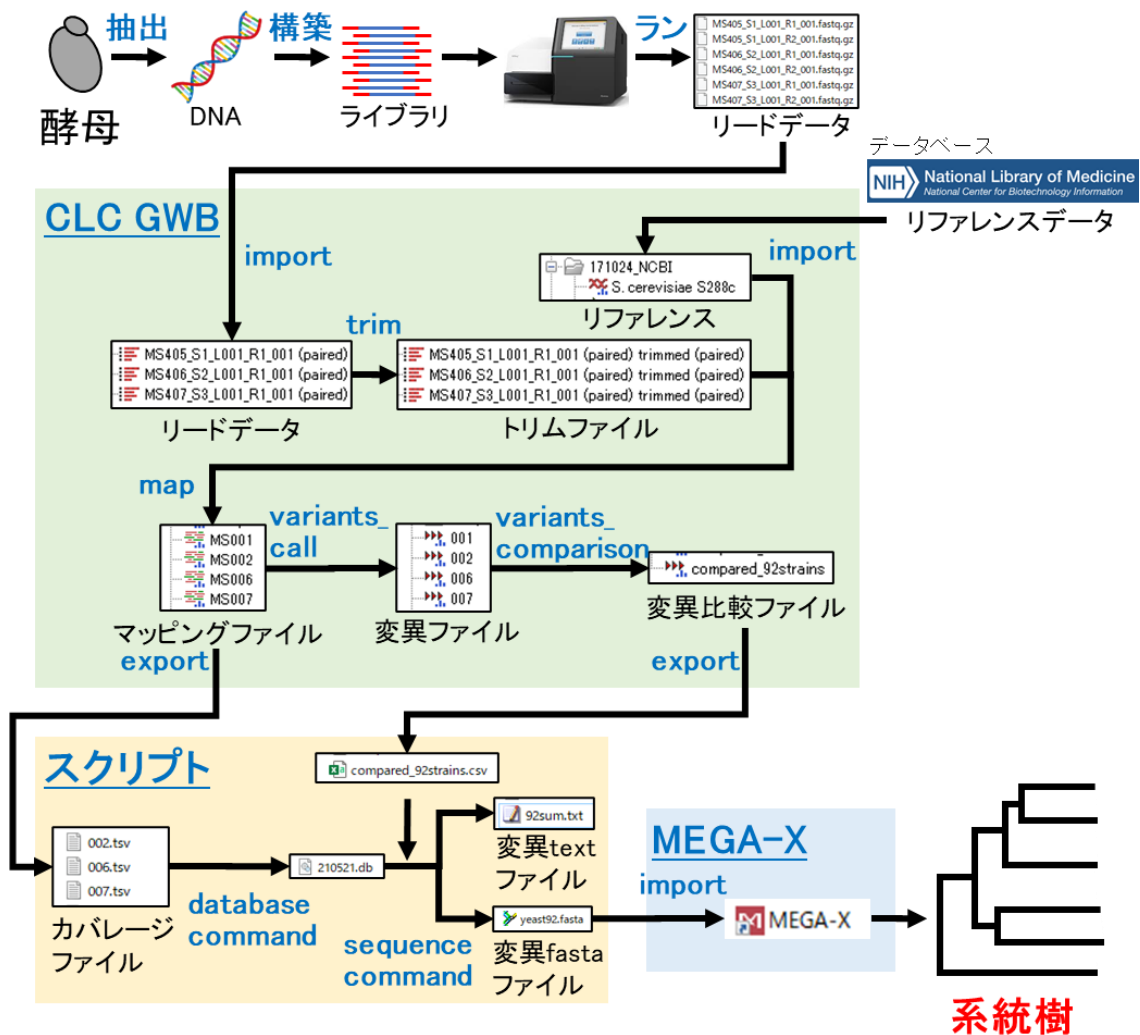 抽出
構築
ラン
酵母
DNA
ライブラリ
MS405_S1_L001_R1_001.fastq.gz
MS405_S1_L001_R2_001.fastq.gz
MS406_S2_L001_R1_001.fastq.gz
MS406_S2_L001_R2_001.fastq.gz
MS407_S3_L001_R1_001.fastq.gz
MS407_S3_L001_R2_001.fastq.gz
リードデータ
データベース
NIH National Library of Medicine
National Center for Biotechnology Information
リファレンスデータ
CLC GWB
import
import
171024_NCBI
S. cerevisiae S288c
リファレンス
trim
MS405_S1_L001_R1_001 (paired)
MS406_S2_L001_R1_001 (paired)
MS407_S3_L001_R1_001 (paired)
リードデータ
MS405_S1_L001_R1_001 (paired) trimmed (paired)
MS406_S2_L001_R1_001 (paired) trimmed (paired)
MS407_S3_L001_R1_001 (paired) trimmed (paired)
トリムファイル
map
MS001
MS002
MS006
MS007
マッピングファイル
variants_
call
001
002
006
007
変異ファイル
variants_
comparison
compared_92strains
変異比較ファイル
export
export
スクリプト
compared_92strains.csv
002.tsv
006.tsv
007.tsv
カバレージ
ファイル
database
command
210521.db
sequence
command
92sum.txt
変異text
ファイル
yeast92.fasta
変異fasta
ファイル
MEGA-X
import
MEGA-X
系統樹